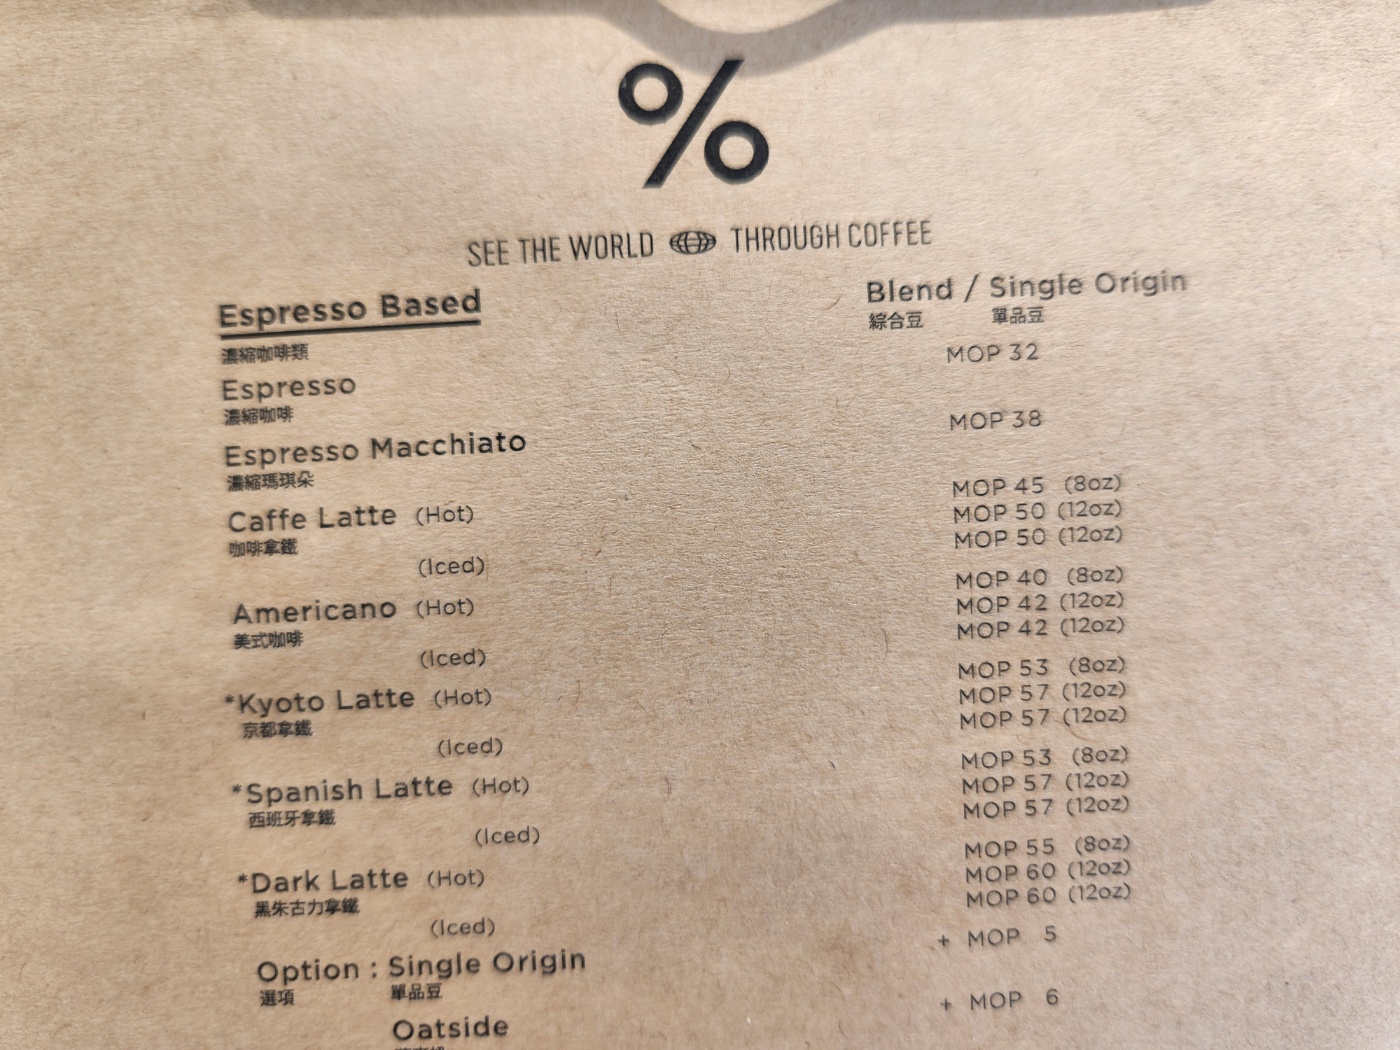 %
SEE THE WORLD THROUGH COFFEE
Espresso Based Blend / Single Origin
濃縮咖啡類 綜合豆 單品豆
Espresso MOP 32
濃縮咖啡
Espresso Macchiato MOP 38
濃縮瑪琪朵
Caffe Latte (Hot) MOP 45 (8oz)
咖啡拿鐵 MOP 50 (12oz)
(Iced) MOP 50 (12oz)
Americano (Hot) MOP 40 (8oz)
美式咖啡 MOP 42 (12oz)
(Iced) MOP 42 (12oz)
*Kyoto Latte (Hot) MOP 53 (8oz)
京都拿鐵 MOP 57 (12oz)
(Iced) MOP 57 (12oz)
*Spanish Latte (Hot) MOP 53 (8oz)
西班牙拿鐵 MOP 57 (12oz)
(Iced) MOP 57 (12oz)
*Dark Latte (Hot) MOP 55 (8oz)
黑朱古力拿鐵 MOP 60 (12oz)
(Iced) MOP 60 (12oz)
Option : Single Origin + MOP 5
選項 單品豆
Oatside + MOP 6